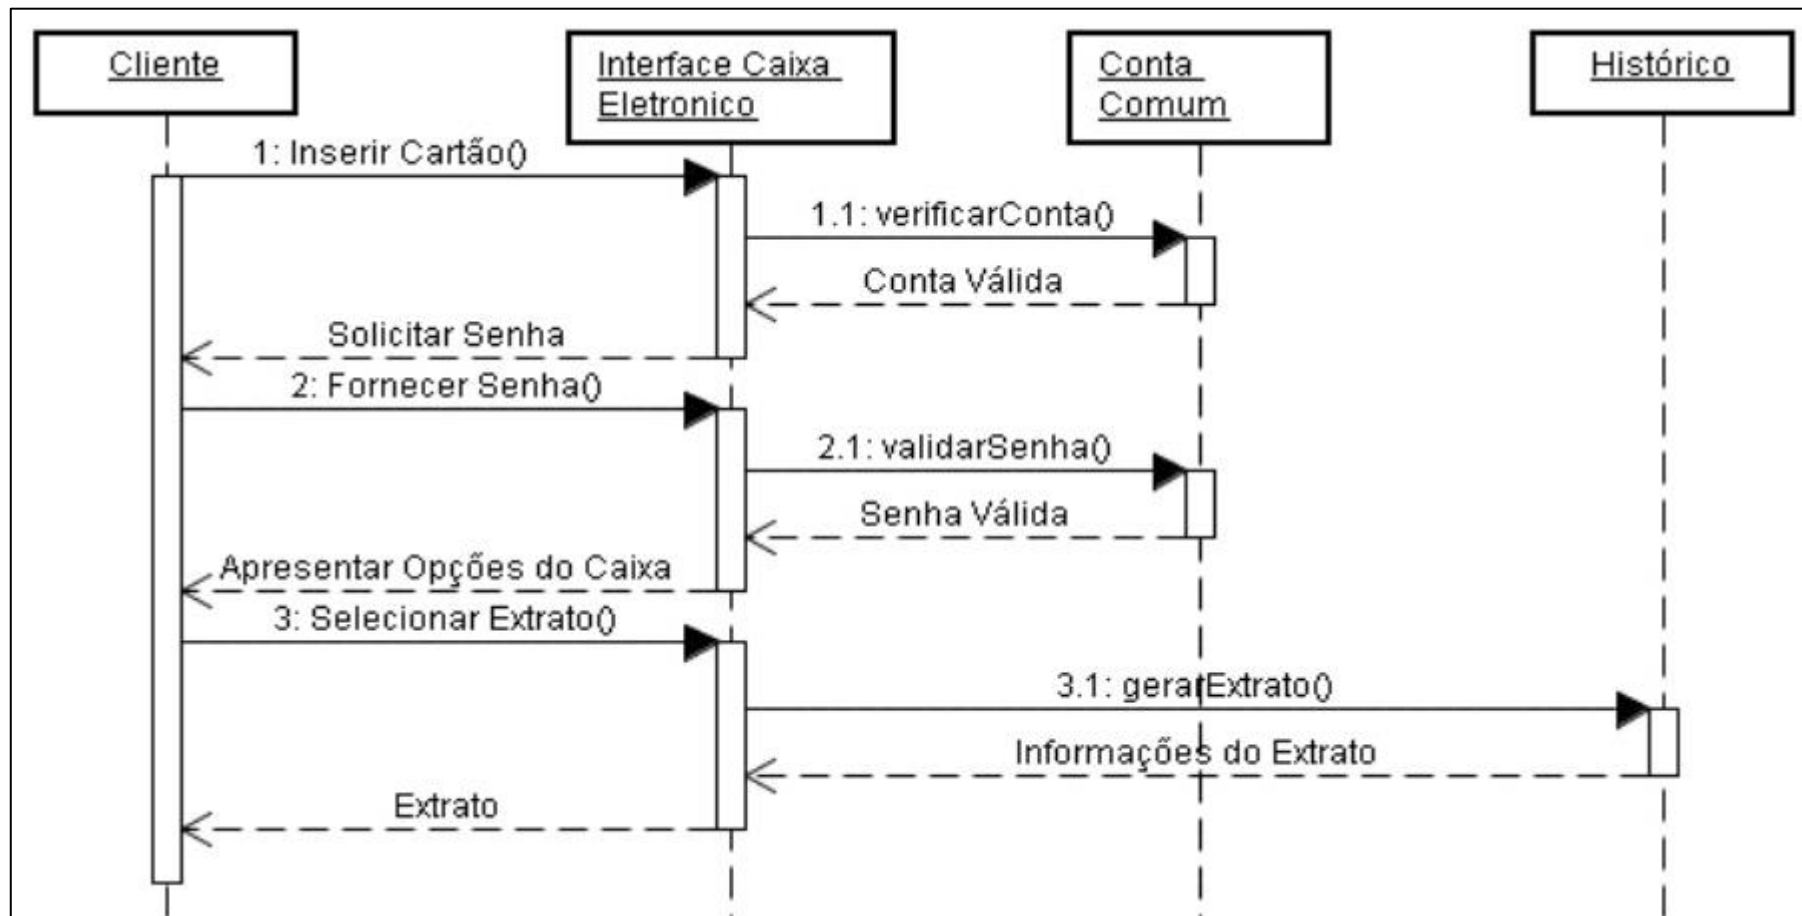 Cliente
Interface Caixa
Eletronico
Conta
Comum
Histórico
1: Inserir Cartão()
1.1: verificarConta()
Conta Válida
Solicitar Senha
2: Fornecer Senha()
2.1: validarSenha()
Senha Válida
Apresentar Opções do Caixa
3: Selecionar Extrato()
3.1: gerarExtrato()
Informações do Extrato
Extrato